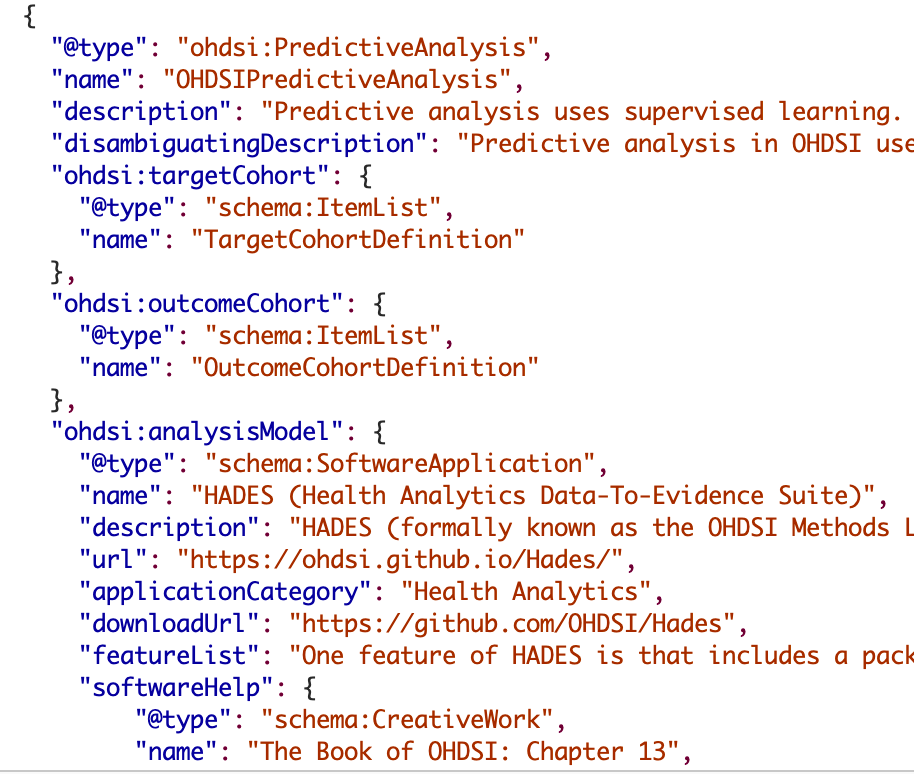 {
"@type": "ohdsi:PredictiveAnalysis",
"name": "OHDSIPredictiveAnalysis",
"description": "Predictive analysis uses supervised learning.
"disambiguatingDescription": "Predictive analysis in OHDSI use
"ohdsi:targetCohort": {
"@type": "schema:ItemList",
"name": "TargetCohortDefinition"
},
"ohdsi:outcomeCohort": {
"@type": "schema:ItemList",
"name": "OutcomeCohortDefinition"
},
"ohdsi:analysisModel": {
"@type": "schema:SoftwareApplication",
"name": "HADES (Health Analytics Data-To-Evidence Suite)",
"description": "HADES (formally known as the OHDSI Methods L
"url": "https://ohdsi.github.io/Hades/",
"applicationCategory": "Health Analytics",
"downloadUrl": "https://github.com/OHDSI/Hades",
"featureList": "One feature of HADES is that includes a pack
"softwareHelp": {
"@type": "schema:CreativeWork",
"name": "The Book of OHDSI: Chapter 13",